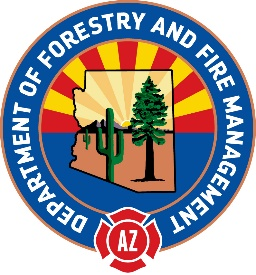 DEPARTMENT OF FORESTRY AND FIRE MANAGEMENT
AZ